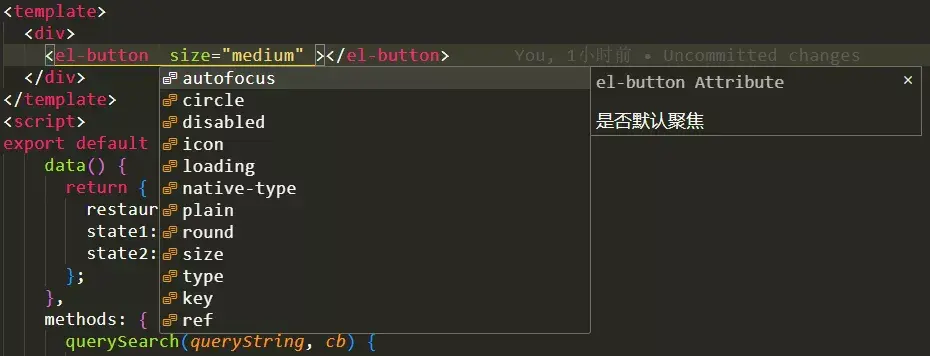 <template>
<div>
<el-button  size="medium" ></el-button>    You, 1小时前 • Uncommitted changes
</div>
</template>
<script>
export default
data() {
return {
restaur
state1:
state2:
};
},
methods: {
querySearch(queryString, cb) {
autofocus
circle
disabled
icon
loading
native-type
plain
round
size
type
key
ref
el-button Attribute ×
是否默认聚焦